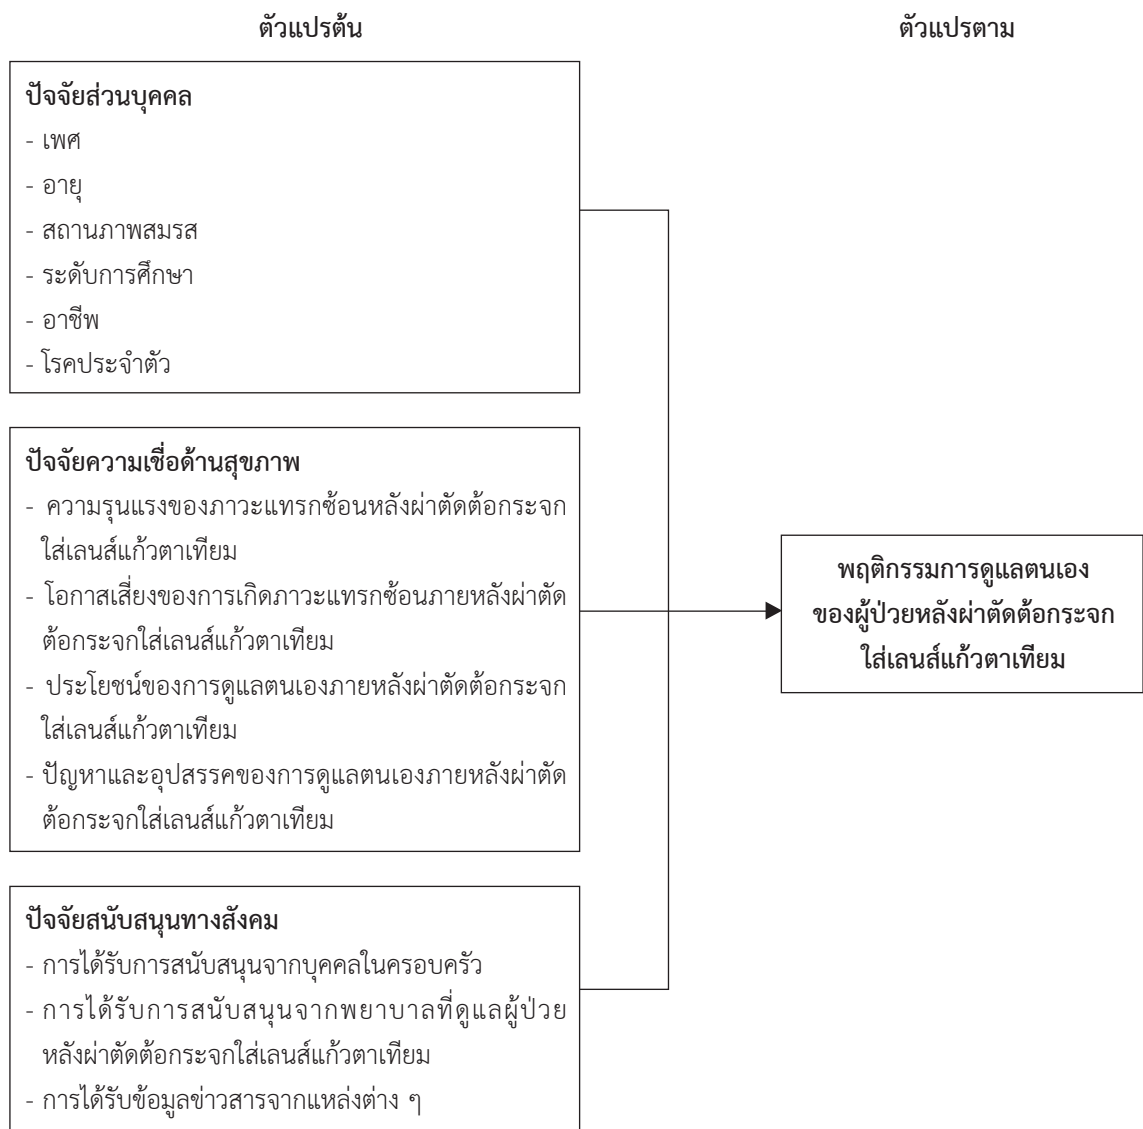 ตัวแปรต้น
ตัวแปรตาม
ปัจจัยส่วนบุคคล
- เพศ
- อายุ
- สถานภาพสมรส
- ระดับการศึกษา
- อาชีพ
- โรคประจำตัว
ปัจจัยความเชื่อด้านสุขภาพ
- ความรุนแรงของภาวะแทรกซ้อนหลังผ่าตัดต้อกระจก
ใส่เลนส์แก้วตาเทียม
- โอกาสเสี่ยงของการเกิดภาวะแทรกซ้อนภายหลังผ่าตัด
ต้อกระจกใส่เลนส์แก้วตาเทียม
- ประโยชน์ของการดูแลตนเองภายหลังผ่าตัดต้อกระจก
ใส่เลนส์แก้วตาเทียม
- ปัญหาและอุปสรรคของการดูแลตนเองภายหลังผ่าตัด
ต้อกระจกใส่เลนส์แก้วตาเทียม
ปัจจัยสนับสนุนทางสังคม
- การได้รับการสนับสนุนจากบุคคลในครอบครัว
- การได้รับการสนับสนุนจากพยาบาลที่ดูแลผู้ป่วย
หลังผ่าตัดต้อกระจกใส่เลนส์แก้วตาเทียม
- การได้รับข้อมูลข่าวสารจากแหล่งต่าง ๆ
พฤติกรรมการดูแลตนเอง
ของผู้ป่วยหลังผ่าตัดต้อกระจก
ใส่เลนส์แก้วตาเทียม